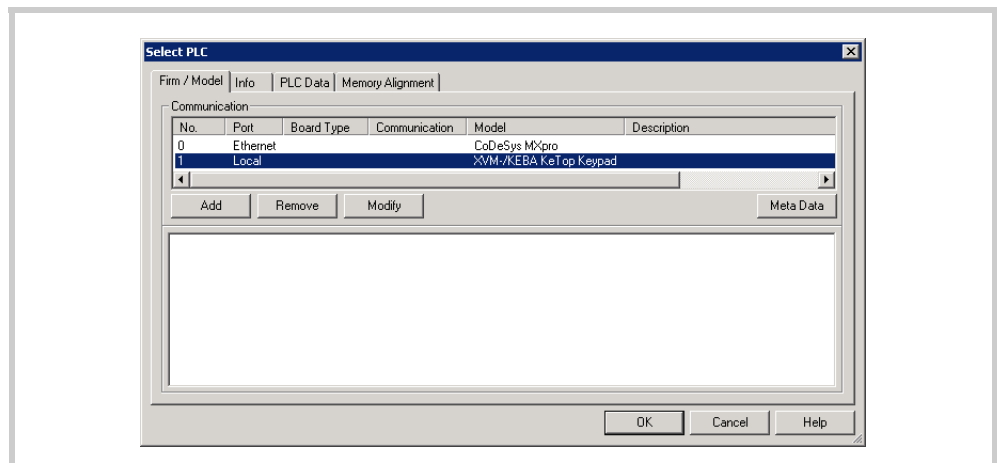 Select PLC
Firm / Model Info PLC Data Memory Alignment
Communication
No. Port Board Type Communication Model Description
0 Ethernet CoDeSys MXpro
1 Local XVM-/KEBA KeTop Keypad
Add Remove Modify Meta Data
OK Cancel Help